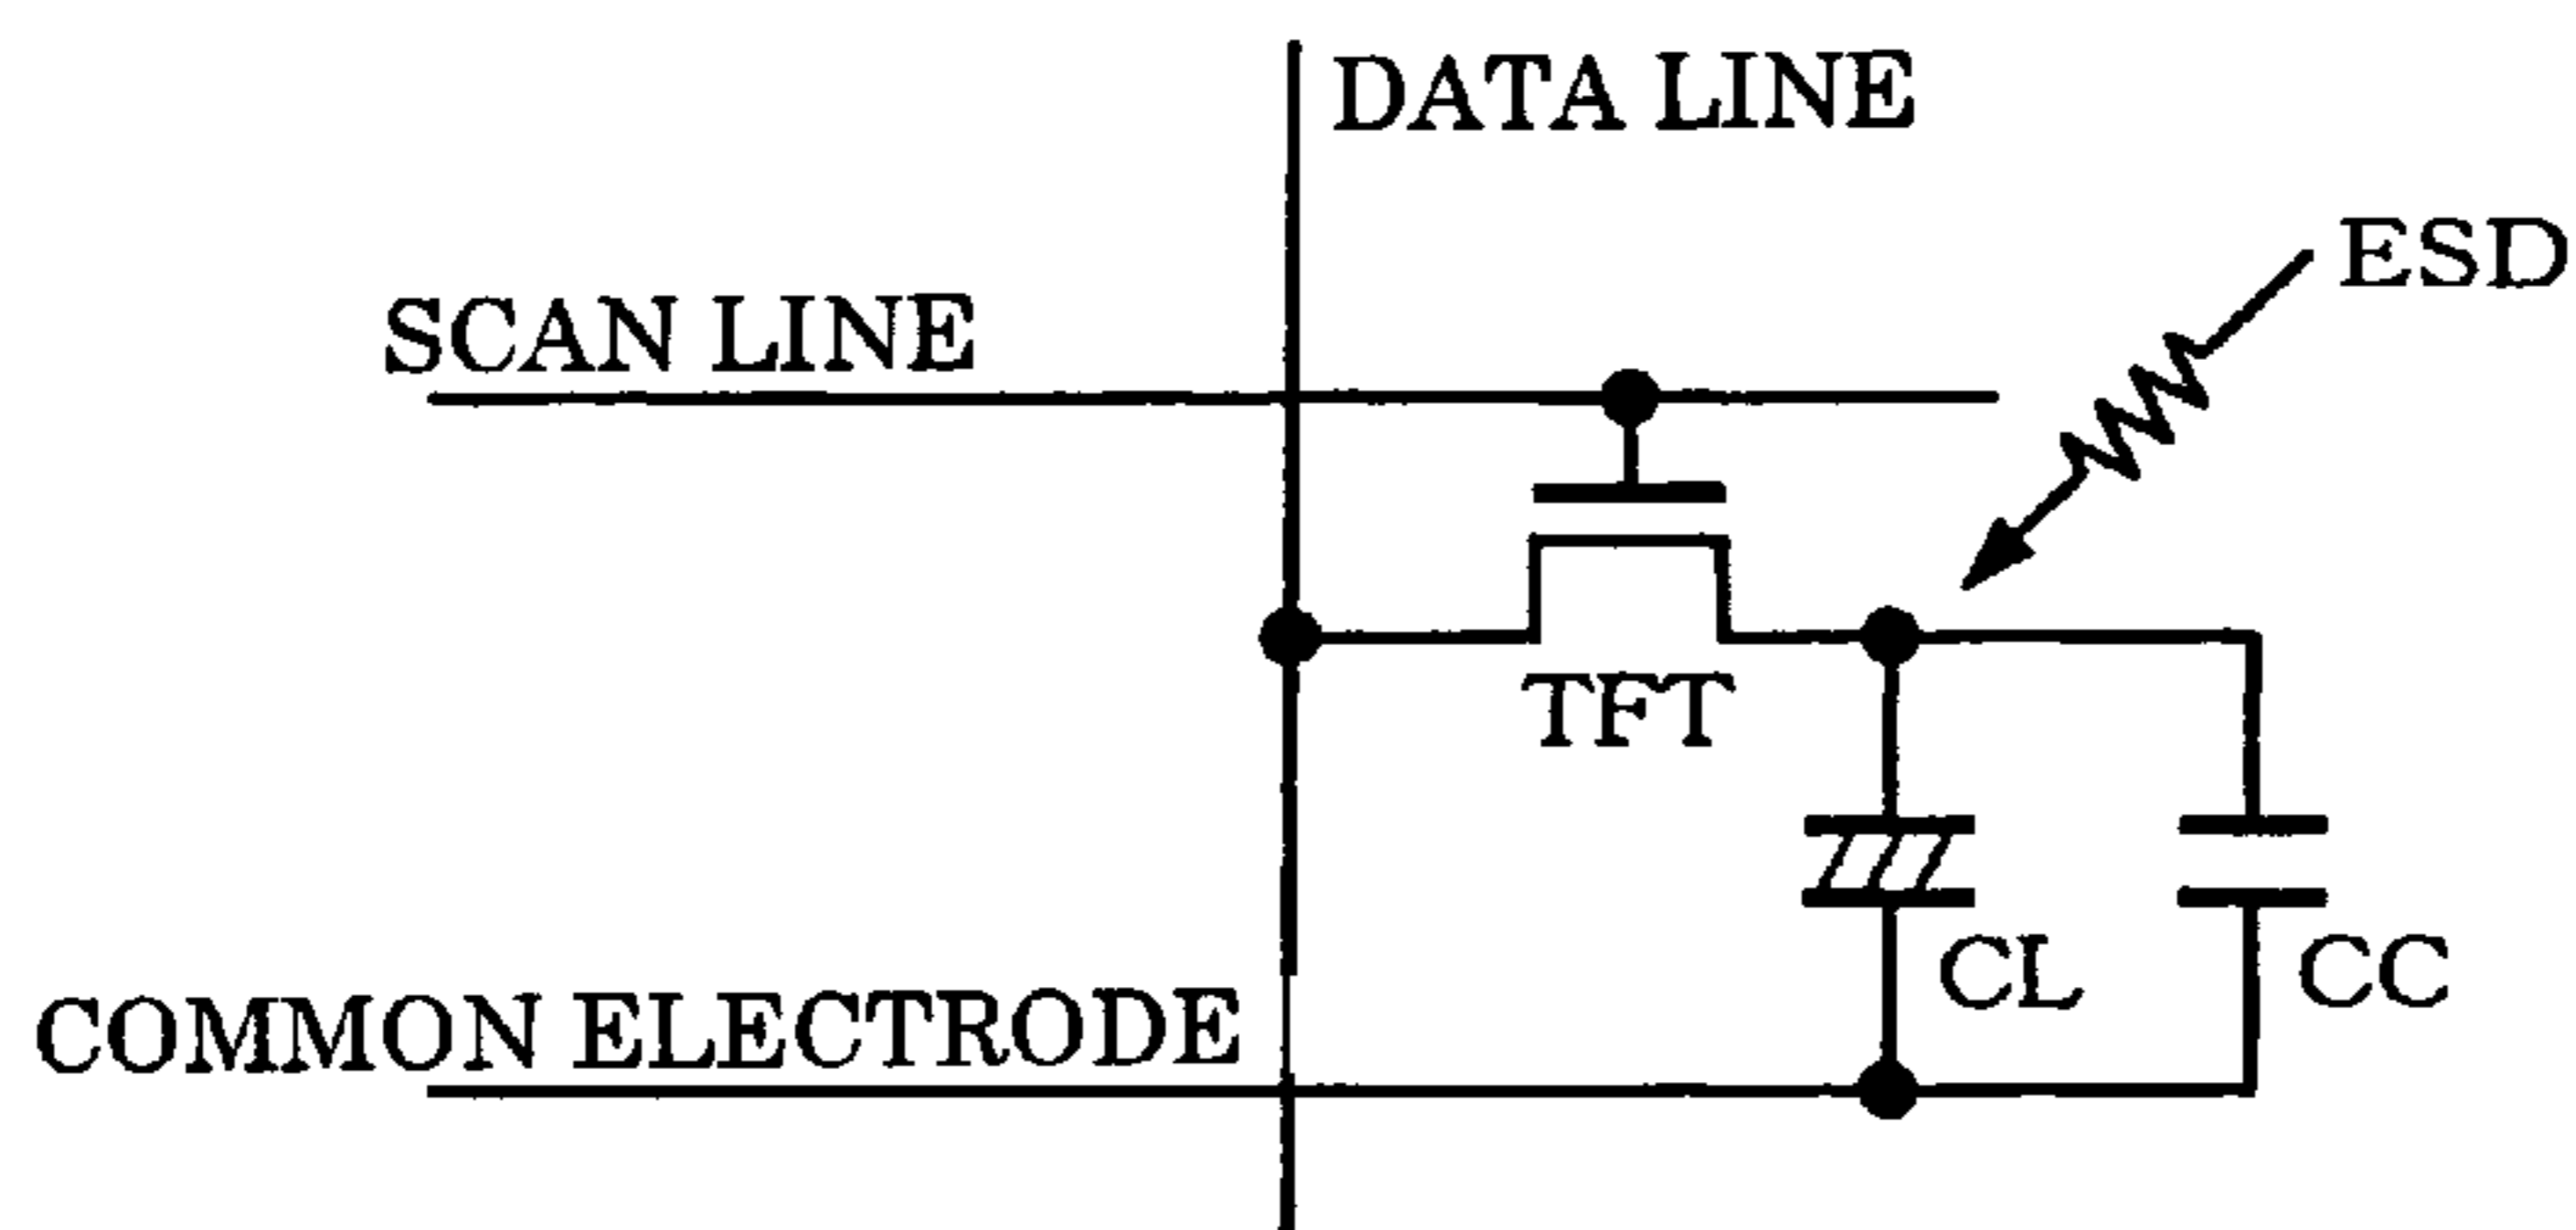 DATA LINE
ESD
SCAN LINE
TFT
CL
CC
COMMON ELECTRODE